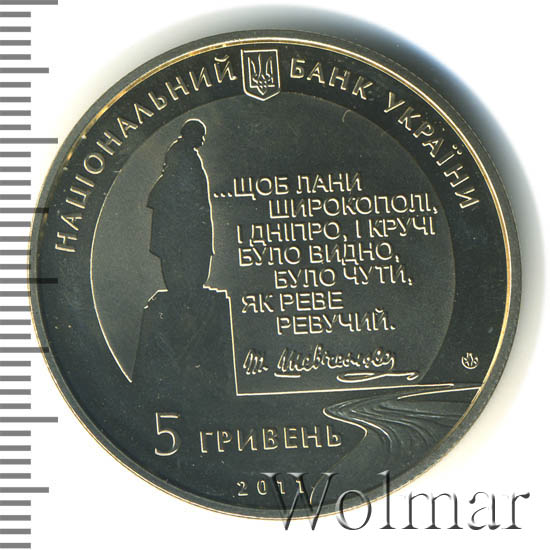 НАЦІОНАЛЬНИЙ БАНК УКРАЇНИ
...ЩОБ ЛАНИ
ШИРОКОПОЛІ,
І ДНІПРО, І КРУЧІ
БУЛО ВИДНО,
БУЛО ЧУТИ,
ЯК РЕВЕ
РЕВУЧИЙ.
5 ГРИВЕНЬ
2011
Wolmar